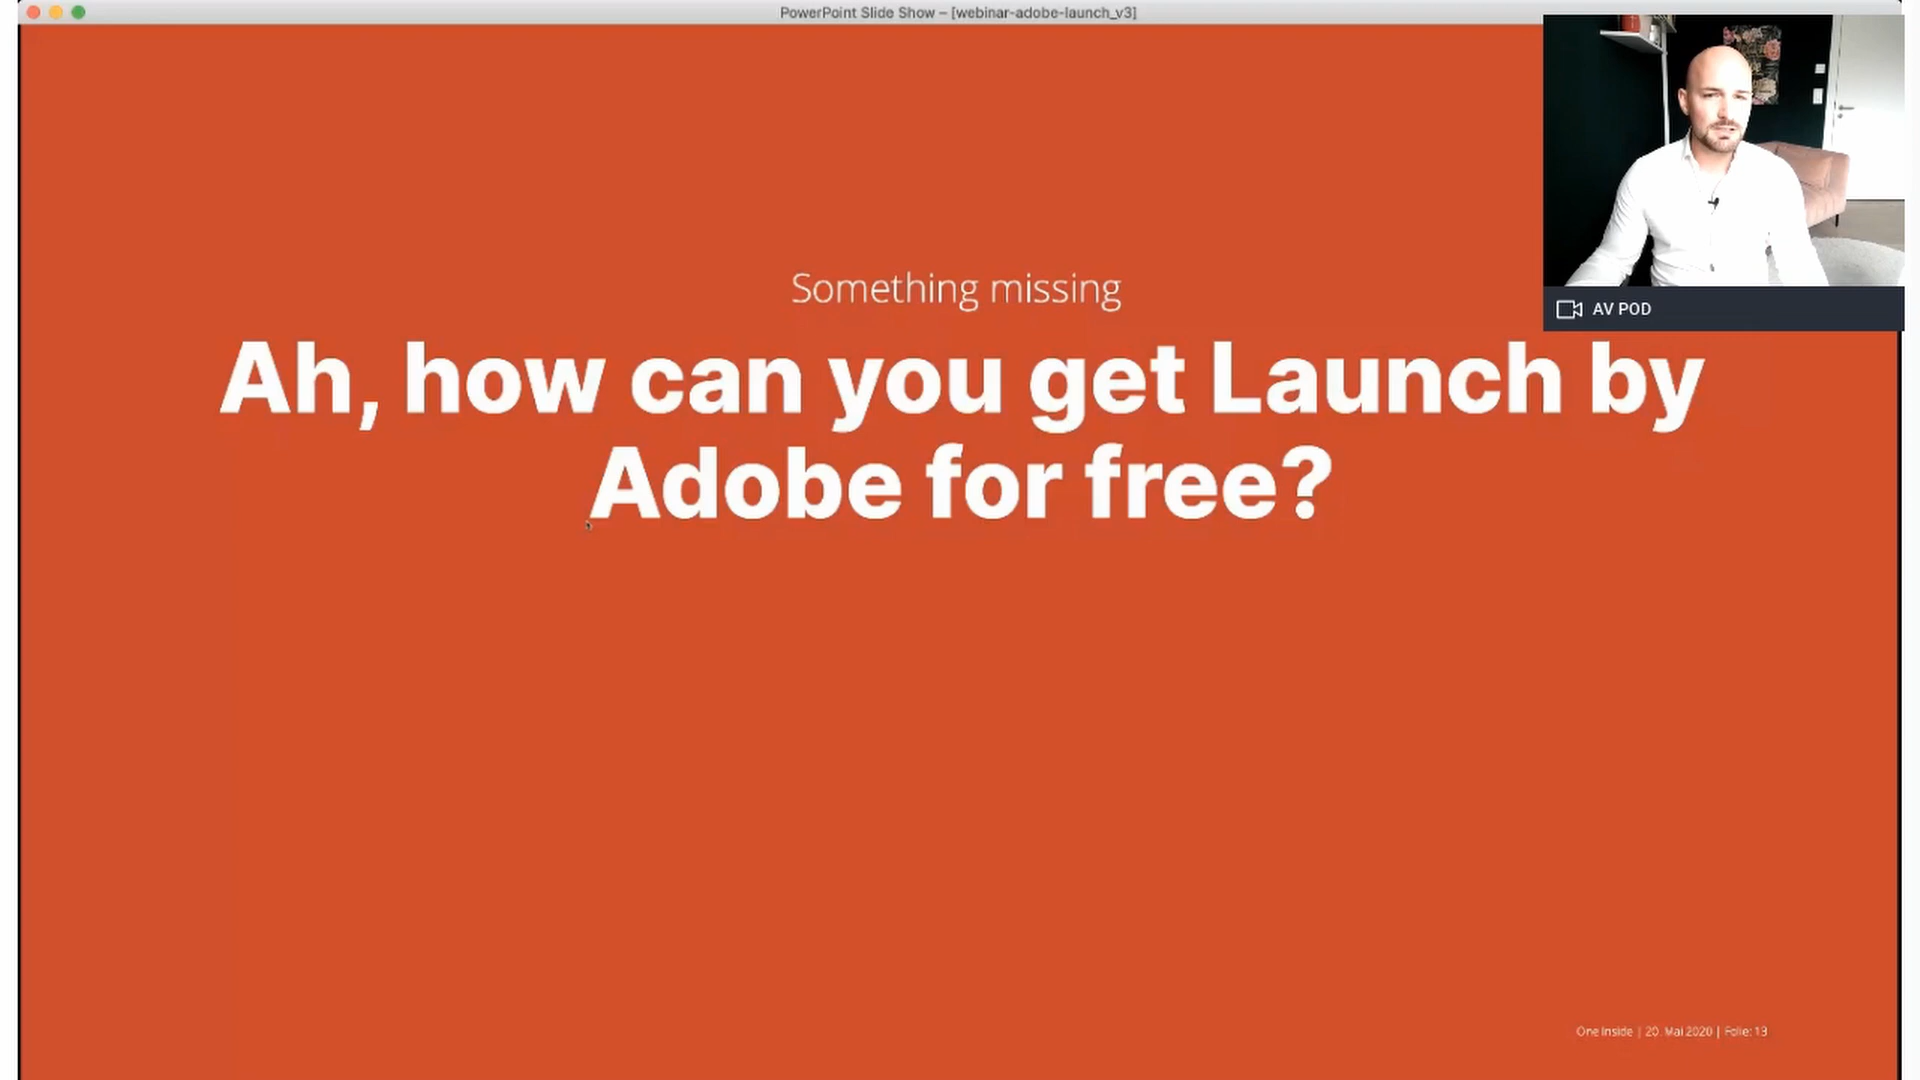 PowerPoint Slide Show – [webinar-adobe-launch_v3]
AV POD
Something missing
Ah, how can you get Launch by
Adobe for free?
One Inside | 20. Mai 2020 | Folie: 13